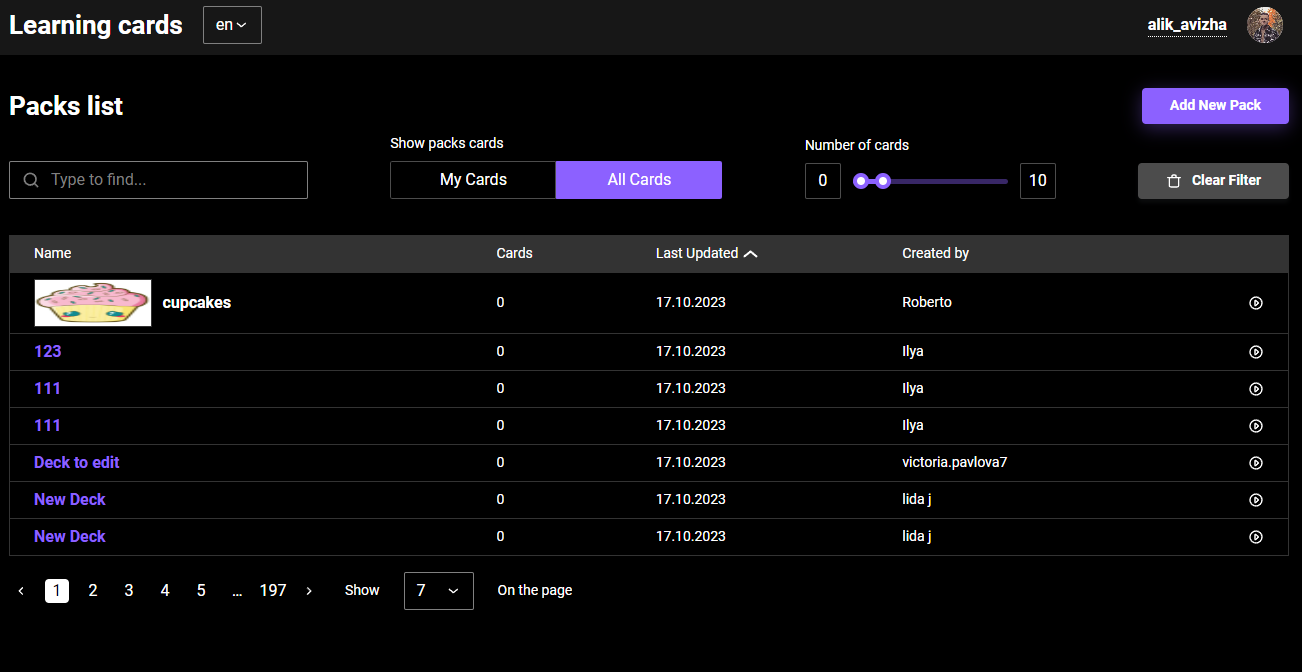 Learning cards en alik_avizha
Packs list Add New Pack
Show packs cards Number of cards
Type to find... My Cards All Cards 0 10 Clear Filter
Name Cards Last Updated Created by
cupcakes 0 17.10.2023 Roberto
123 0 17.10.2023 Ilya
111 0 17.10.2023 Ilya
111 0 17.10.2023 Ilya
Deck to edit 0 17.10.2023 victoria.pavlova7
New Deck 0 17.10.2023 lida j
New Deck 0 17.10.2023 lida j
1 2 3 4 5 ... 197 Show 7 On the page